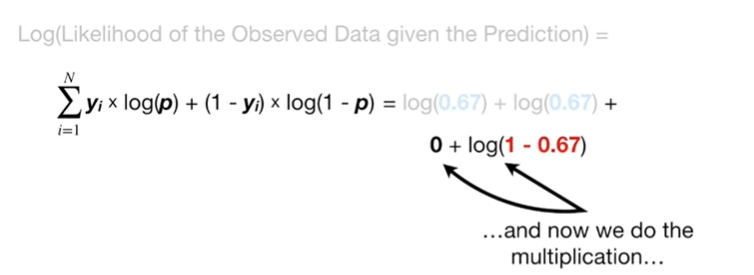 Log(Likelihood of the Observed Data given the Prediction) =
N
∑ yᵢ × log(p) + (1 - yᵢ) × log(1 - p) = log(0.67) + log(0.67) +
i=1
0 + log(1 - 0.67)
…and now we do the
multiplication…